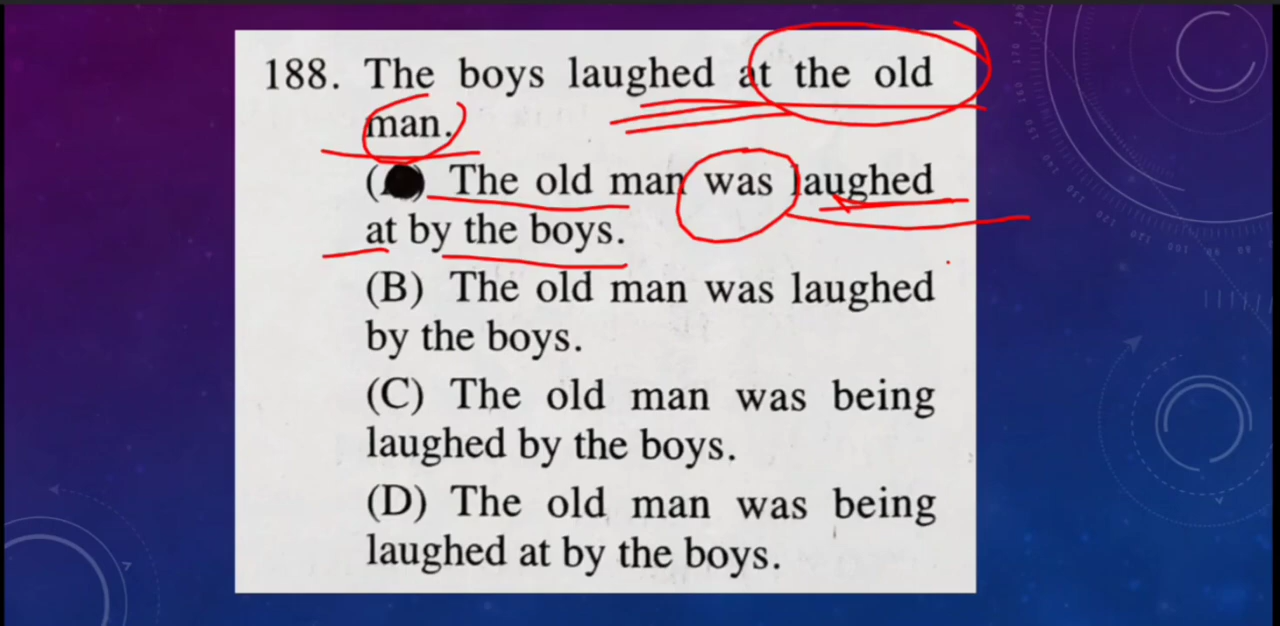 188. The boys laughed at the old
man.
( ) The old man was laughed
at by the boys.
(B) The old man was laughed
by the boys.
(C) The old man was being
laughed by the boys.
(D) The old man was being
laughed at by the boys.